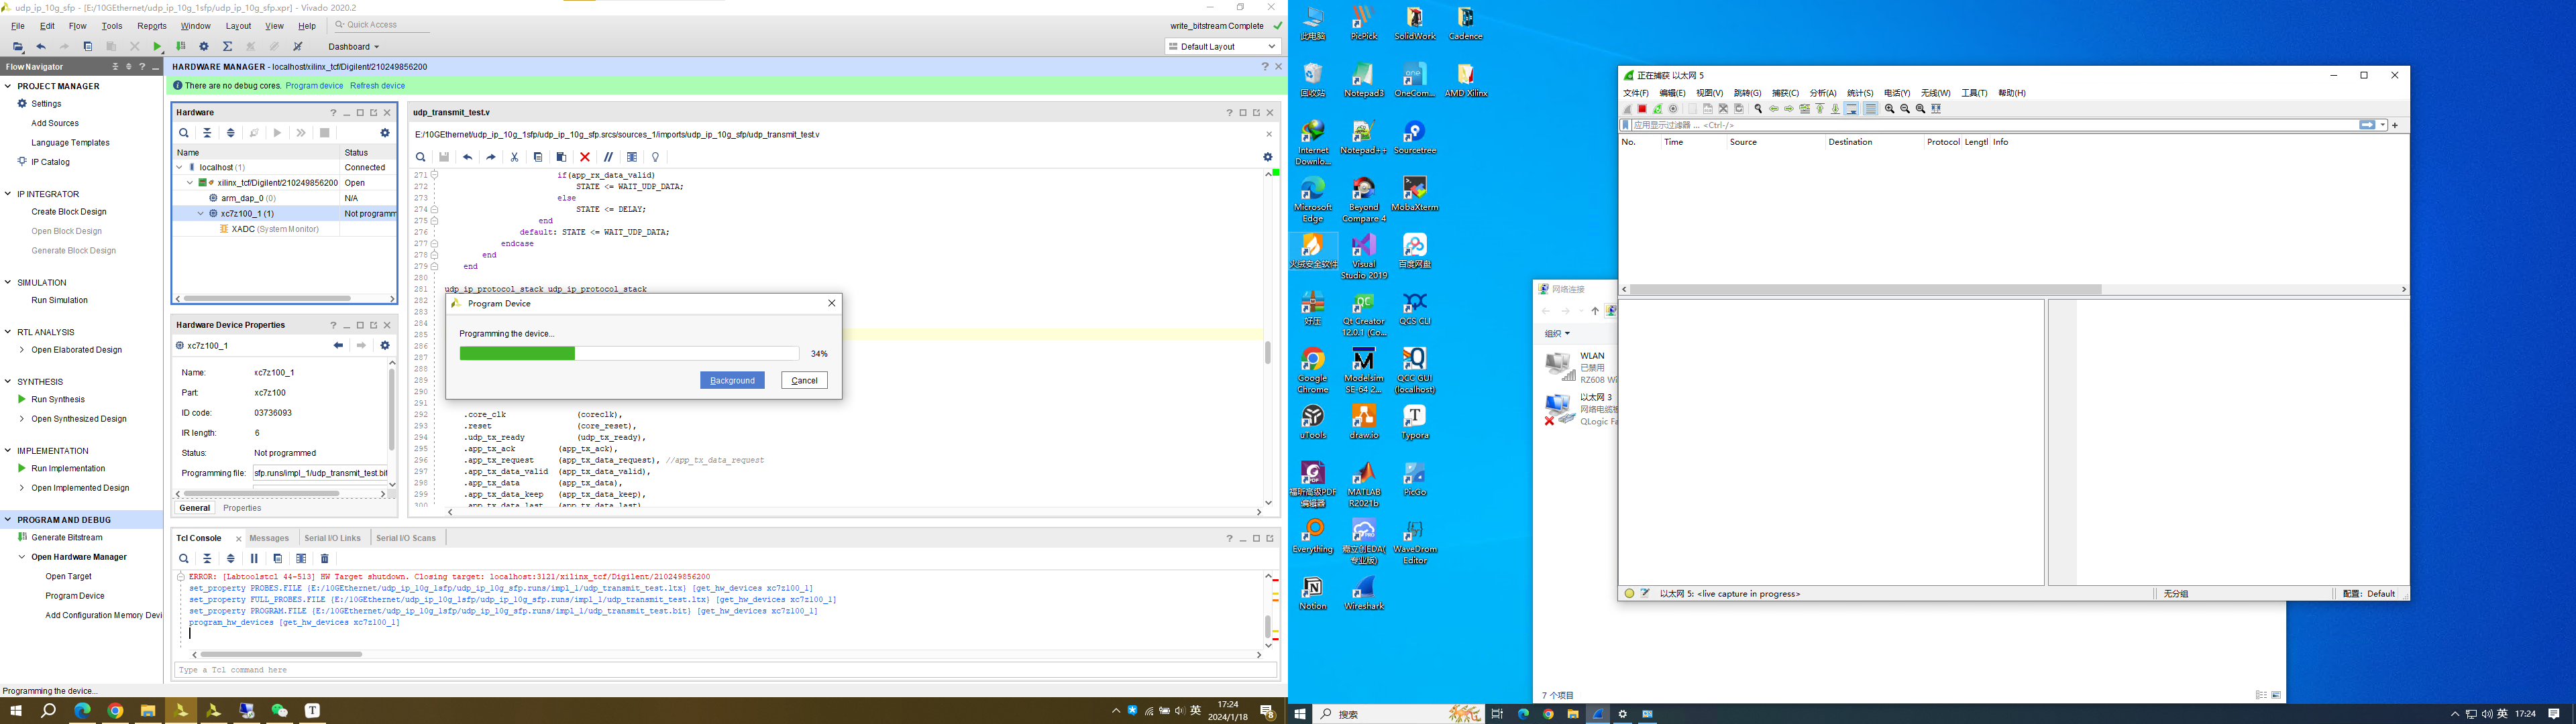 udp_ip_10g_sfp - [E:/10GEthernet/udp_ip_10g_1sfp/udp_ip_10g_sfp.xpr] - Vivado 2020.2
File Edit Flow Tools Reports Window Layout View Help Quick Access
write_bitstream Complete
Dashboard
Default Layout
Flow Navigator
PROJECT MANAGER
Settings
Add Sources
Language Templates
IP Catalog
IP INTEGRATOR
Create Block Design
Open Block Design
Generate Block Design
SIMULATION
Run Simulation
RTL ANALYSIS
Open Elaborated Design
SYNTHESIS
Run Synthesis
Open Synthesized Design
IMPLEMENTATION
Run Implementation
Open Implemented Design
PROGRAM AND DEBUG
Generate Bitstream
Open Hardware Manager
Open Target
Program Device
Add Configuration Memory Devi
HARDWARE MANAGER - localhost/xilinx_tcf/Digilent/210249856200
There are no debug cores. Program device Refresh device
Hardware
Name Status
localhost (1) Connected
xilinx_tcf/Digilent/210249856200 Open
arm_dap_0 (0) N/A
xc7z100_1 (1) Not programm
XADC (System Monitor)
Hardware Device Properties
xc7z100_1
Name: xc7z100_1
Part: xc7z100
ID code: 03736093
IR length: 6
Status: Not programmed
Programming file: sfp.runs/impl_1/udp_transmit_test.bit
General Properties
udp_transmit_test.v
E:/10GEthernet/udp_ip_10g_1sfp/udp_ip_10g_sfp.srcs/sources_1/imports/udp_ip_10g_sfp/udp_transmit_test.v
271 if(app_rx_data_valid)
272 STATE <= WAIT_UDP_DATA;
273 else
274 STATE <= DELAY;
275 end
276 default: STATE <= WAIT_UDP_DATA;
277 endcase
278 end
279 end
280
281 udp_ip_protocol_stack udp_ip_protocol_stack
282
283
284
285
286
287
288
289
290
291
292 .core_clk (coreclk),
293 .reset (core_reset),
294 .udp_tx_ready (udp_tx_ready),
295 .app_tx_ack (app_tx_ack),
296 .app_tx_request (app_tx_data_request), //app_tx_data_request
297 .app_tx_data_valid (app_tx_data_valid),
298 .app_tx_data (app_tx_data),
299 .app_tx_data_keep (app_tx_data_keep),
300 .app_tx_data_last (app_tx_data_last)
Program Device
Programming the device...
34%
Background Cancel
Tcl Console Messages Serial I/O Links Serial I/O Scans
ERROR: [Labtoolstcl 44-513] HW Target shutdown. Closing target: localhost:3121/xilinx_tcf/Digilent/210249856200
set_property PROBES.FILE {E:/10GEthernet/udp_ip_10g_1sfp/udp_ip_10g_sfp.runs/impl_1/udp_transmit_test.ltx} [get_hw_devices xc7z100_1]
set_property FULL_PROBES.FILE {E:/10GEthernet/udp_ip_10g_1sfp/udp_ip_10g_sfp.runs/impl_1/udp_transmit_test.ltx} [get_hw_devices xc7z100_1]
set_property PROGRAM.FILE {E:/10GEthernet/udp_ip_10g_1sfp/udp_ip_10g_sfp.runs/impl_1/udp_transmit_test.bit} [get_hw_devices xc7z100_1]
program_hw_devices [get_hw_devices xc7z100_1]
Type a Tcl command here
Programming the device...
英
17:24
2024/1/18
8
此电脑
PicPick
SolidWork
Cadence
回收站
Notepad3
OneCom...
AMD Xilinx
Internet Downlo...
Notepad++
Sourcetree
Microsoft Edge
Beyond Compare 4
MobaXterm
火绒安全软件
Visual Studio 2019
百度网盘
好压
Qt Creator 12.0.1 (Co...
QCS CLI
Google Chrome
Modelsim SE-64 2...
QCC GUI (localhost)
uTools
draw.io
Typora
福昕高级PDF编辑器
MATLAB R2021b
PicGo
Everything
嘉立创EDA(专业版)
WaveDrom Editor
Notion
Wireshark
正在捕获 以太网 5
文件(F) 编辑(E) 视图(V) 跳转(G) 捕获(C) 分析(A) 统计(S) 电话(Y) 无线(W) 工具(T) 帮助(H)
应用显示过滤器 … <Ctrl-/>
No. Time Source Destination Protocol Lengtl Info
以太网 5: <live capture in progress>
无分组
配置: Default
网络连接
组织
WLAN
已禁用
RZ608 Wi
以太网 3
网络电缆被
QLogic Fa
7 个项目
搜索
英
17:24